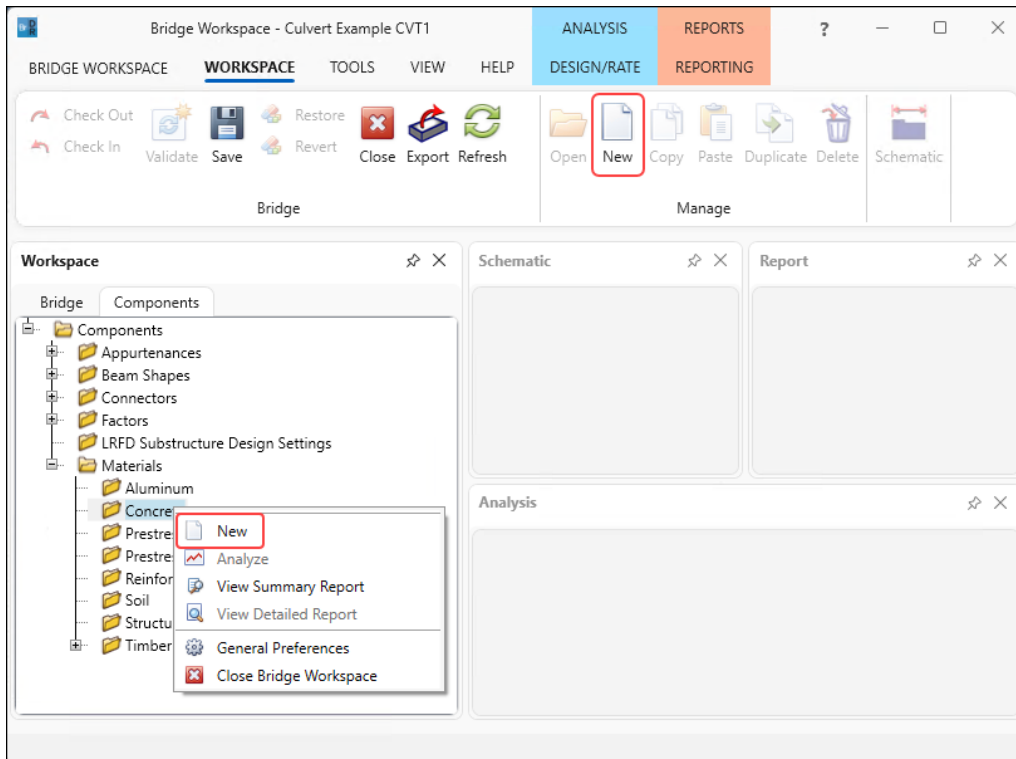 Bridge Workspace - Culvert Example CVT1
ANALYSIS
REPORTS
?
BRIDGE WORKSPACE
WORKSPACE
TOOLS
VIEW
HELP
DESIGN/RATE
REPORTING
Check Out
Check In
Validate
Save
Restore
Revert
Close
Export
Refresh
Bridge
Open
New
Copy
Paste
Duplicate
Delete
Schematic
Manage
Workspace
Bridge
Components
Components
Appurtenances
Beam Shapes
Connectors
Factors
LRFD Substructure Design Settings
Materials
Aluminum
Concre
Prestre
Prestre
Reinfor
Soil
Structu
Timber
New
Analyze
View Summary Report
View Detailed Report
General Preferences
Close Bridge Workspace
Schematic
Report
Analysis